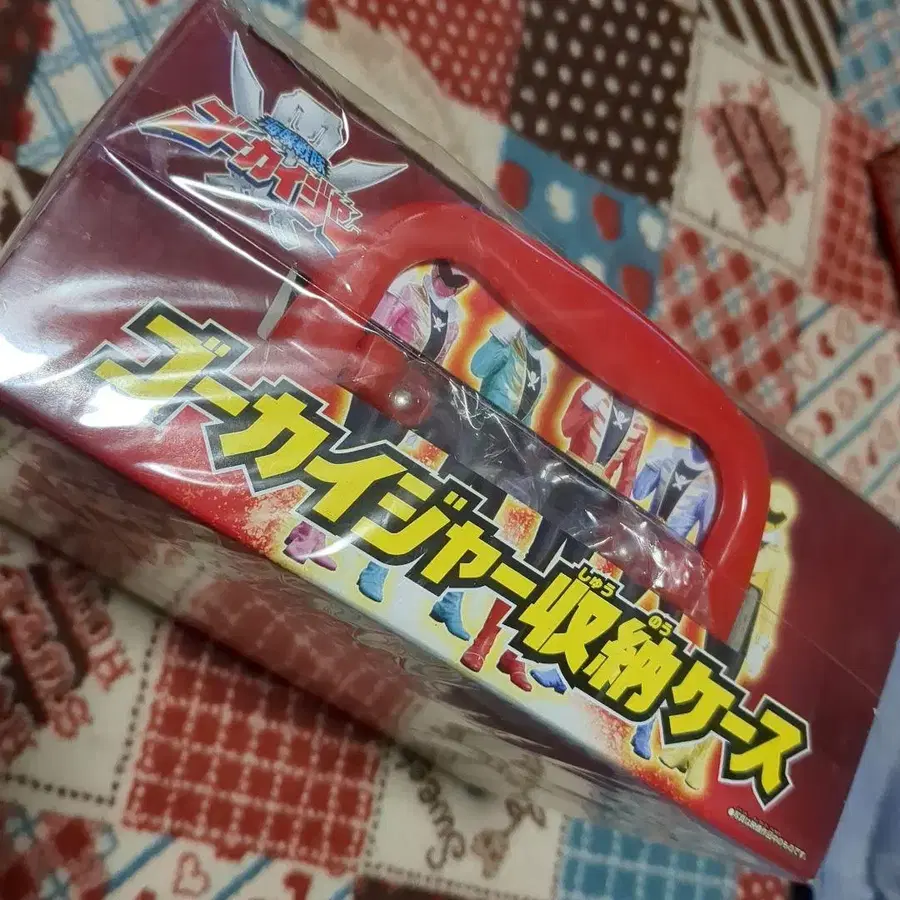 海賊戦隊
ゴーカイジャー
ゴーカイジャー収納ケース
しゅう のう